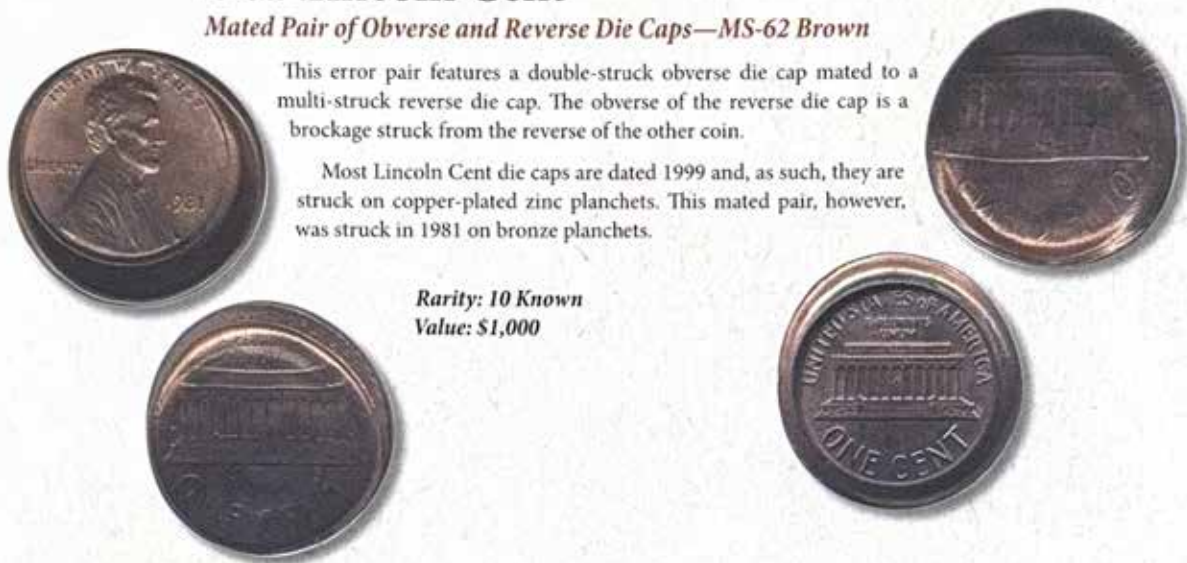 Mated Pair of Obverse and Reverse Die Caps—MS-62 Brown
This error pair features a double-struck obverse die cap mated to a
multi-struck reverse die cap. The obverse of the reverse die cap is a
brockage struck from the reverse of the other coin.
Most Lincoln Cent die caps are dated 1999 and, as such, they are
struck on copper-plated zinc planchets. This mated pair, however,
was struck in 1981 on bronze planchets.
Rarity: 10 Known
Value: $1,000
LIBERTY
1981
UNITED STATES OF AMERICA
ONE CENT